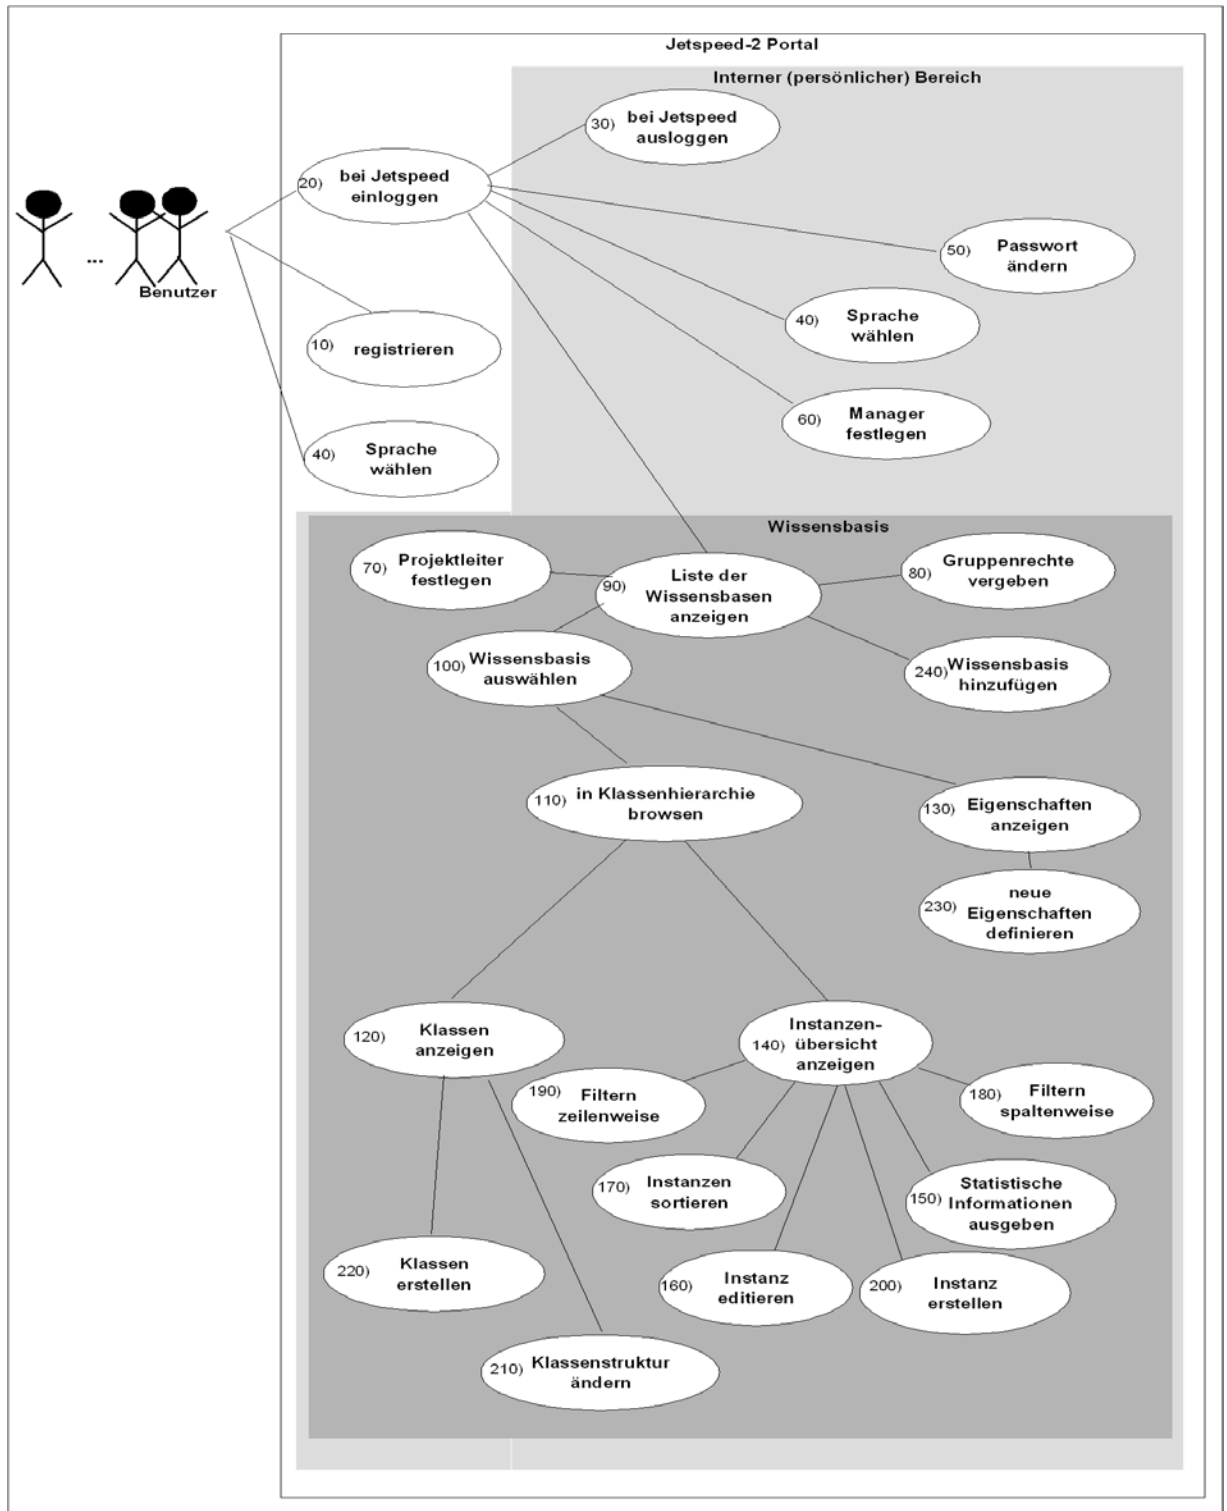 Jetspeed-2 Portal
Interner (persönlicher) Bereich
30) bei Jetspeed
ausloggen
20) bei Jetspeed
einloggen
50) Passwort
ändern
...
Benutzer
40) Sprache
wählen
10) registrieren
60) Manager
festlegen
40) Sprache
wählen
Wissensbasis
70) Projektleiter
festlegen
90) Liste der
Wissensbasen
anzeigen
80) Gruppenrechte
vergeben
100) Wissensbasis
auswählen
240) Wissensbasis
hinzufügen
110) in Klassenhierarchie
browsen
130) Eigenschaften
anzeigen
230) neue
Eigenschaften
definieren
120) Klassen
anzeigen
140) Instanzen-
übersicht
anzeigen
190) Filtern
zeilenweise
180) Filtern
spaltenweise
170) Instanzen
sortieren
150) Statistische
Informationen
ausgeben
220) Klassen
erstellen
160) Instanz
editieren
200) Instanz
erstellen
210) Klassenstruktur
ändern